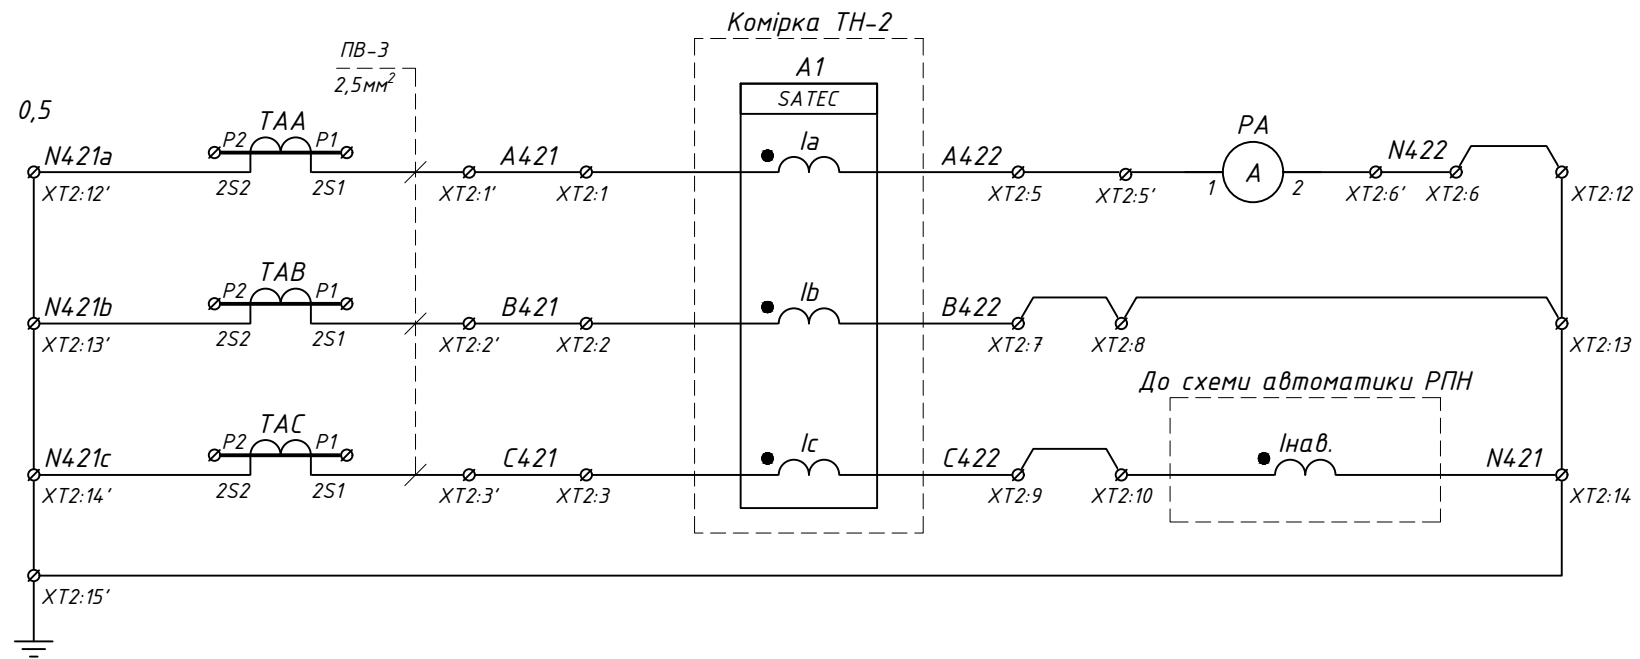 Комірка ТН-2
ПВ-3
2,5мм²
A1
SATEC
0,5
N421a
P2
TAA
P1
A421
Ia
A422
PA
A
1
2
N422
XT2:12'
2S2
2S1
XT2:1'
XT2:1
XT2:5
XT2:5'
XT2:6'
XT2:6
XT2:12
N421b
P2
TAB
P1
B421
Ib
B422
XT2:13'
2S2
2S1
XT2:2'
XT2:2
XT2:7
XT2:8
XT2:13
До схеми автоматики РПН
N421c
P2
TAC
P1
C421
Ic
C422
Iнав.
N421
XT2:14'
2S2
2S1
XT2:3'
XT2:3
XT2:9
XT2:10
XT2:14
XT2:15'